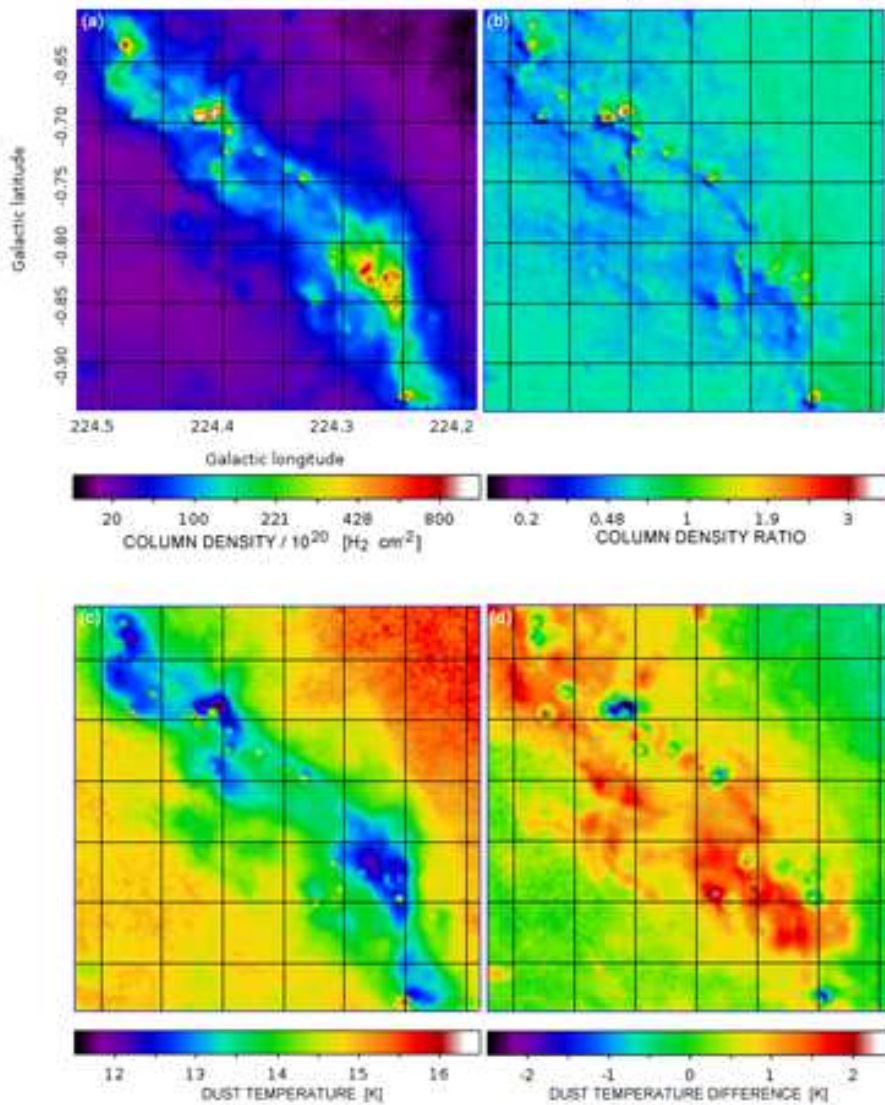 (a)
(b)
-0.65
-0.70
-0.75
-0.80
-0.85
-0.90
Galactic latitude
224.5 224.4 224.3 224.2
Galactic longitude
20 100 221 428 800
COLUMN DENSITY / 10²⁰ [H₂ cm⁻²]
0.2 0.48 1 1.9 3
COLUMN DENSITY RATIO
(c)
(d)
12 13 14 15 16
DUST TEMPERATURE [K]
-2 -1 0 1 2
DUST TEMPERATURE DIFFERENCE [K]